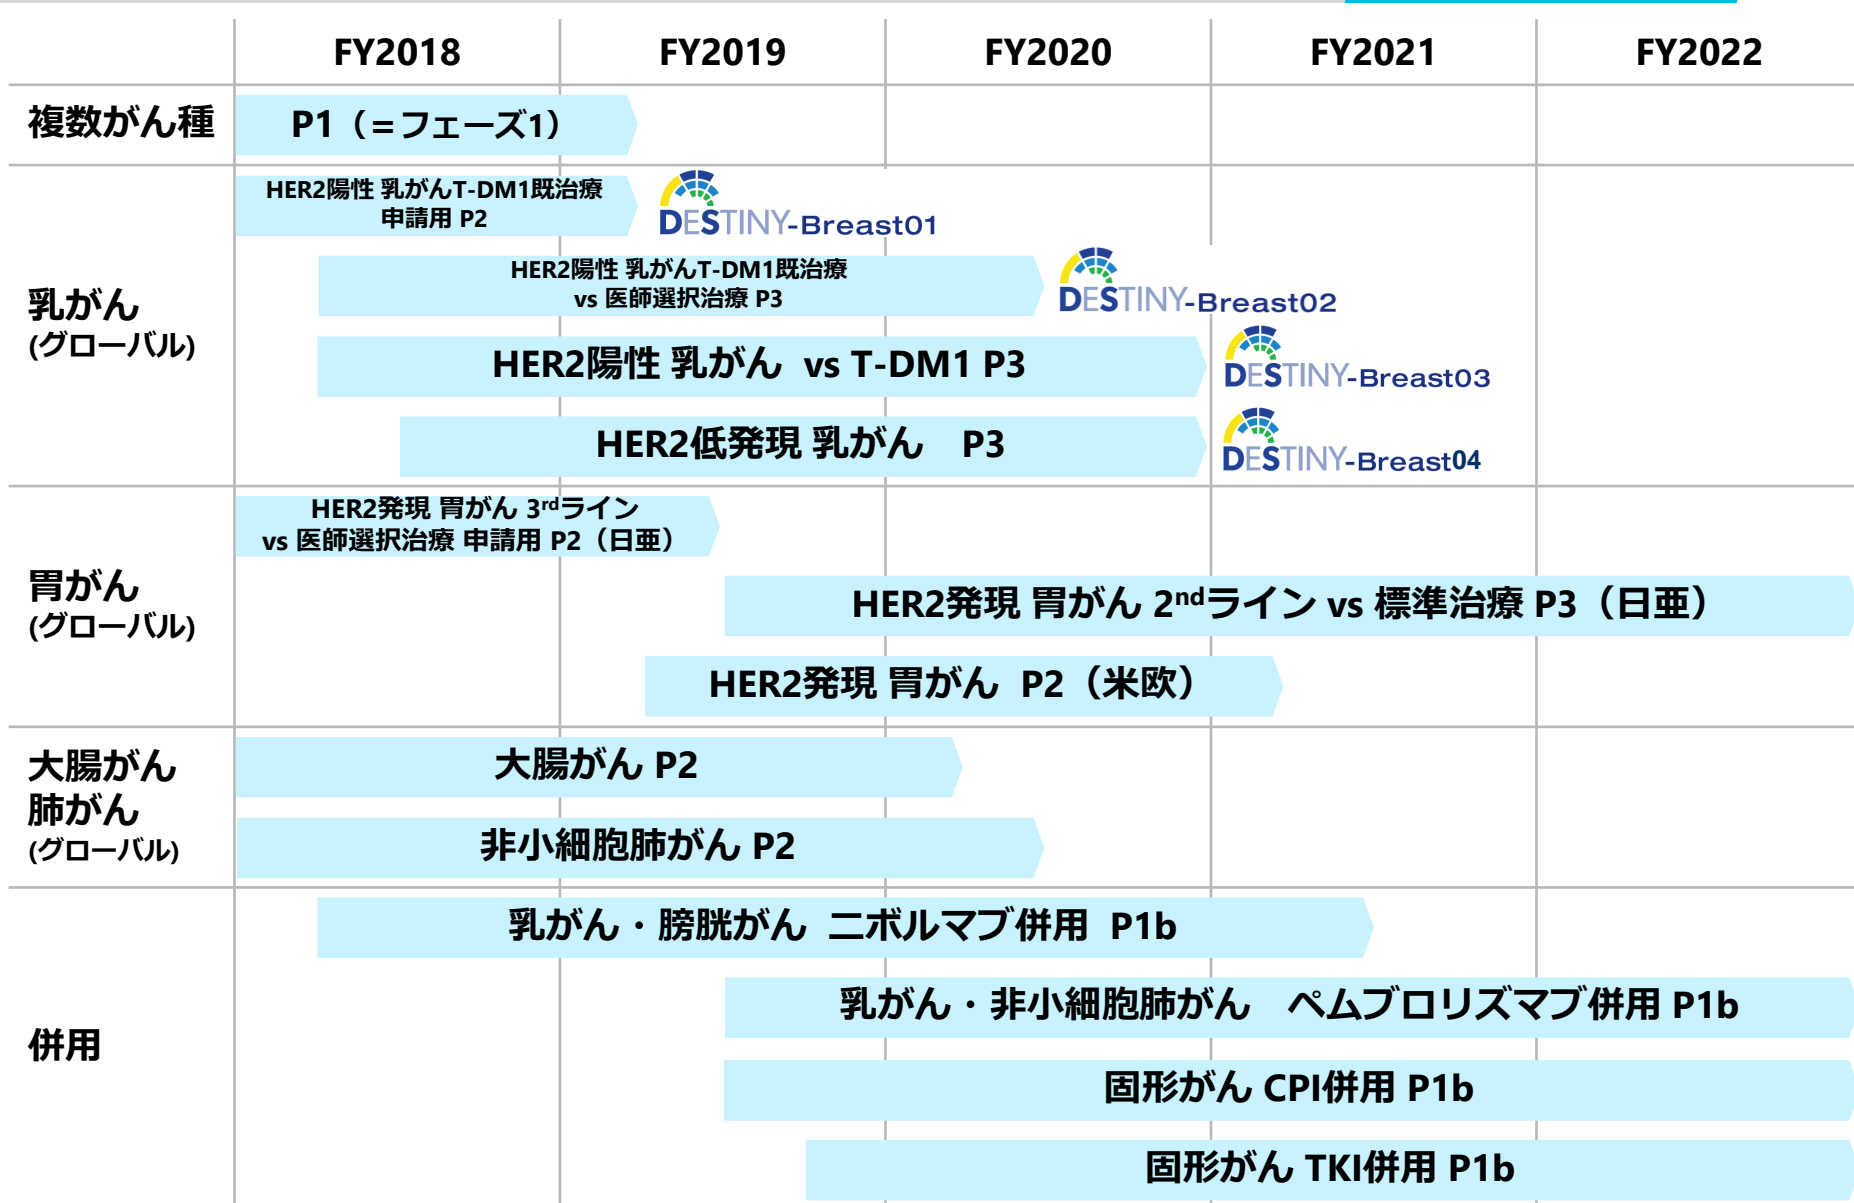 FY2018 FY2019 FY2020 FY2021 FY2022
複数がん種
P1（=フェーズ1）
乳がん
(グローバル)
HER2陽性 乳がんT-DM1既治療
申請用 P2
DESTINY-Breast01
HER2陽性 乳がんT-DM1既治療
vs 医師選択治療 P3
DESTINY-Breast02
HER2陽性 乳がん vs T-DM1 P3
DESTINY-Breast03
HER2低発現 乳がん　P3
DESTINY-Breast04
胃がん
(グローバル)
HER2発現 胃がん 3rdライン
vs 医師選択治療 申請用 P2（日亜）
HER2発現 胃がん 2ndライン vs 標準治療 P3（日亜）
HER2発現 胃がん P2（米欧）
大腸がん
肺がん
(グローバル)
大腸がん P2
非小細胞肺がん P2
併用
乳がん・膀胱がん ニボルマブ併用 P1b
乳がん・非小細胞肺がん　ペムブロリズマブ併用 P1b
固形がん CPI併用 P1b
固形がん TKI併用 P1b